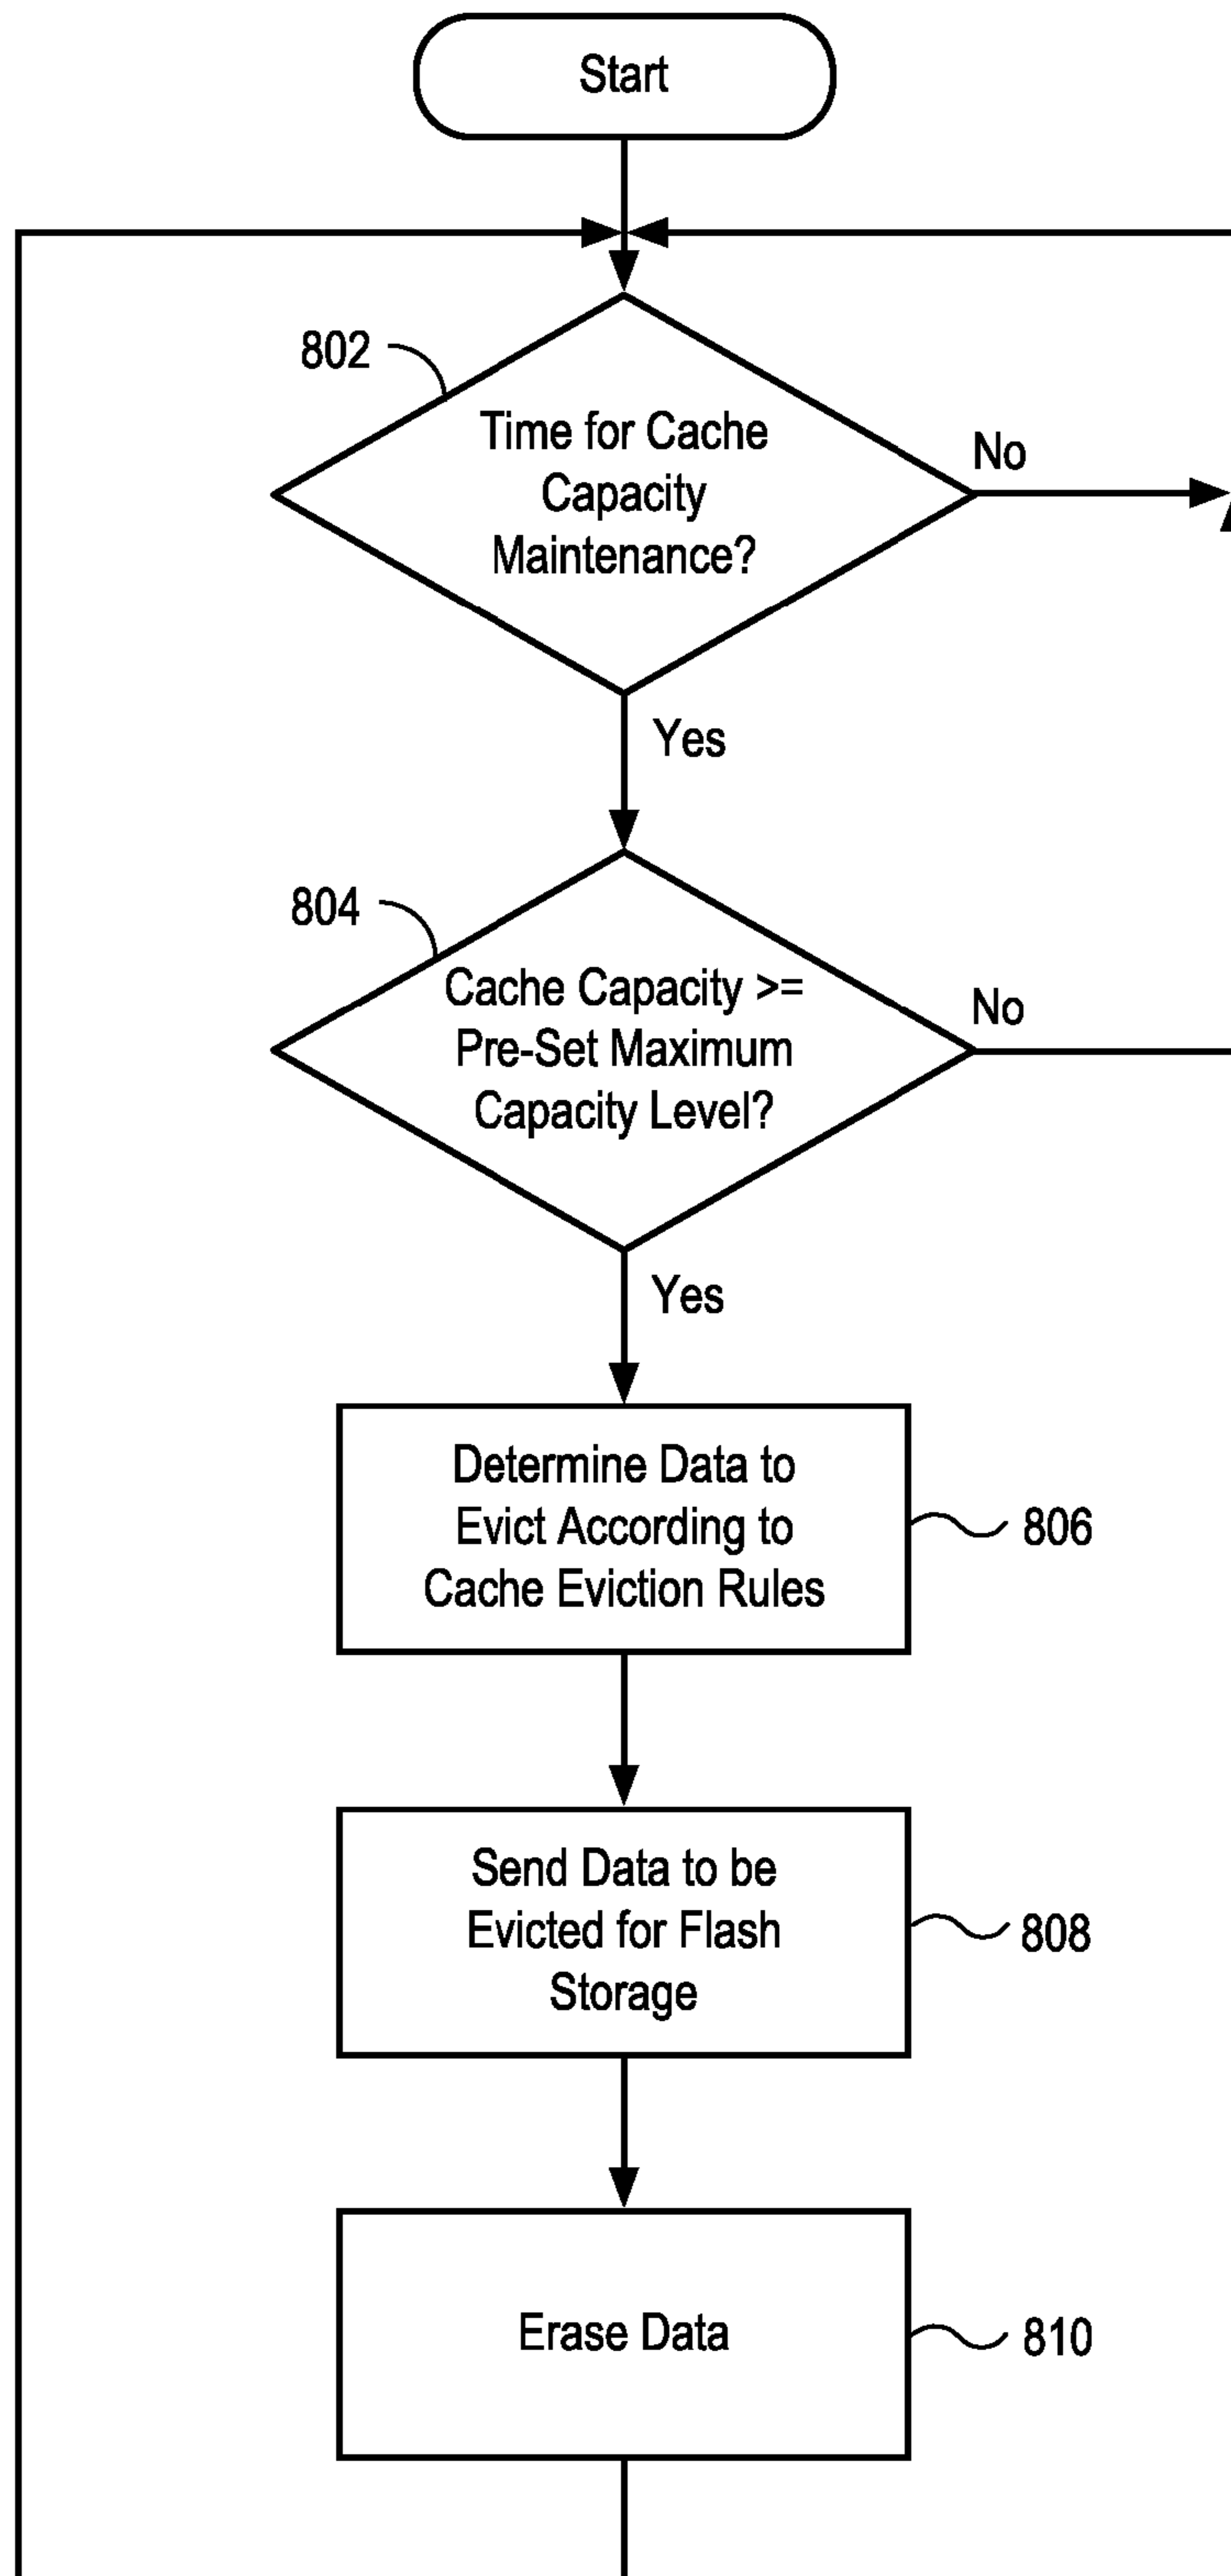 Start
802
Time for Cache
Capacity
Maintenance?
No
Yes
804
Cache Capacity >=
Pre-Set Maximum
Capacity Level?
No
Yes
Determine Data to
Evict According to
Cache Eviction Rules
806
Send Data to be
Evicted for Flash
Storage
808
Erase Data
810